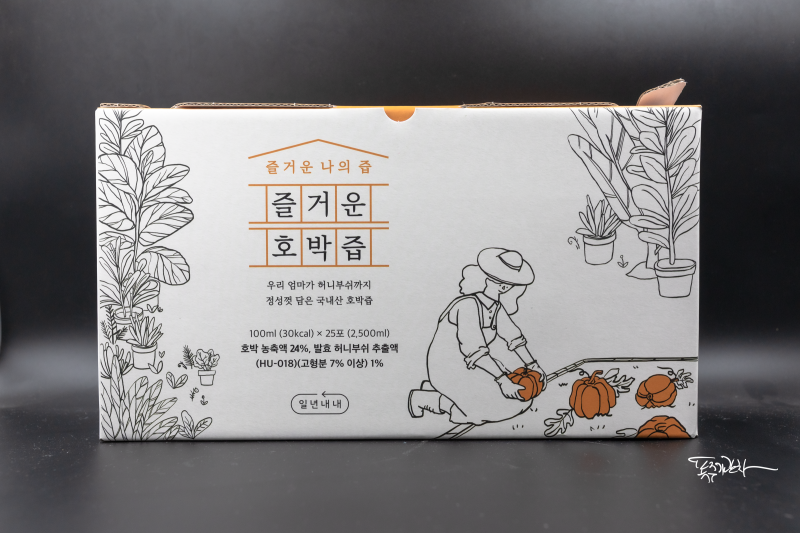 즐거운 나의 즙
즐거운
호박즙
우리 엄마가 허니부쉬까지
정성껏 담은 국내산 호박즙
100ml (30kcal) × 25포 (2,500ml)
호박 농축액 24%, 발효 허니부쉬 추출액
(HU-018)(고형분 7% 이상) 1%
일년내내